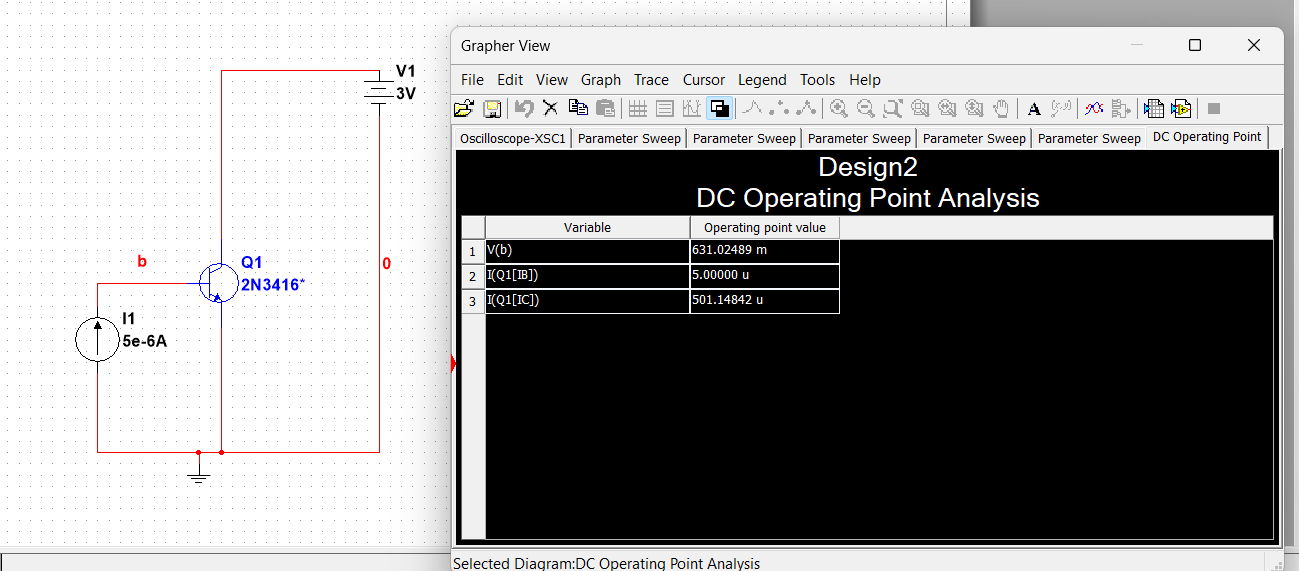 V1
3V
b
Q1
2N3416*
0
I1
5e-6A
Grapher View
File Edit View Graph Trace Cursor Legend Tools Help
A
Oscilloscope-XSC1 Parameter Sweep Parameter Sweep Parameter Sweep Parameter Sweep Parameter Sweep DC Operating Point
Design2
DC Operating Point Analysis
Variable Operating point value
1 V(b) 631.02489 m
2 I(Q1[IB]) 5.00000 u
3 I(Q1[IC]) 501.14842 u
Selected Diagram:DC Operating Point Analysis